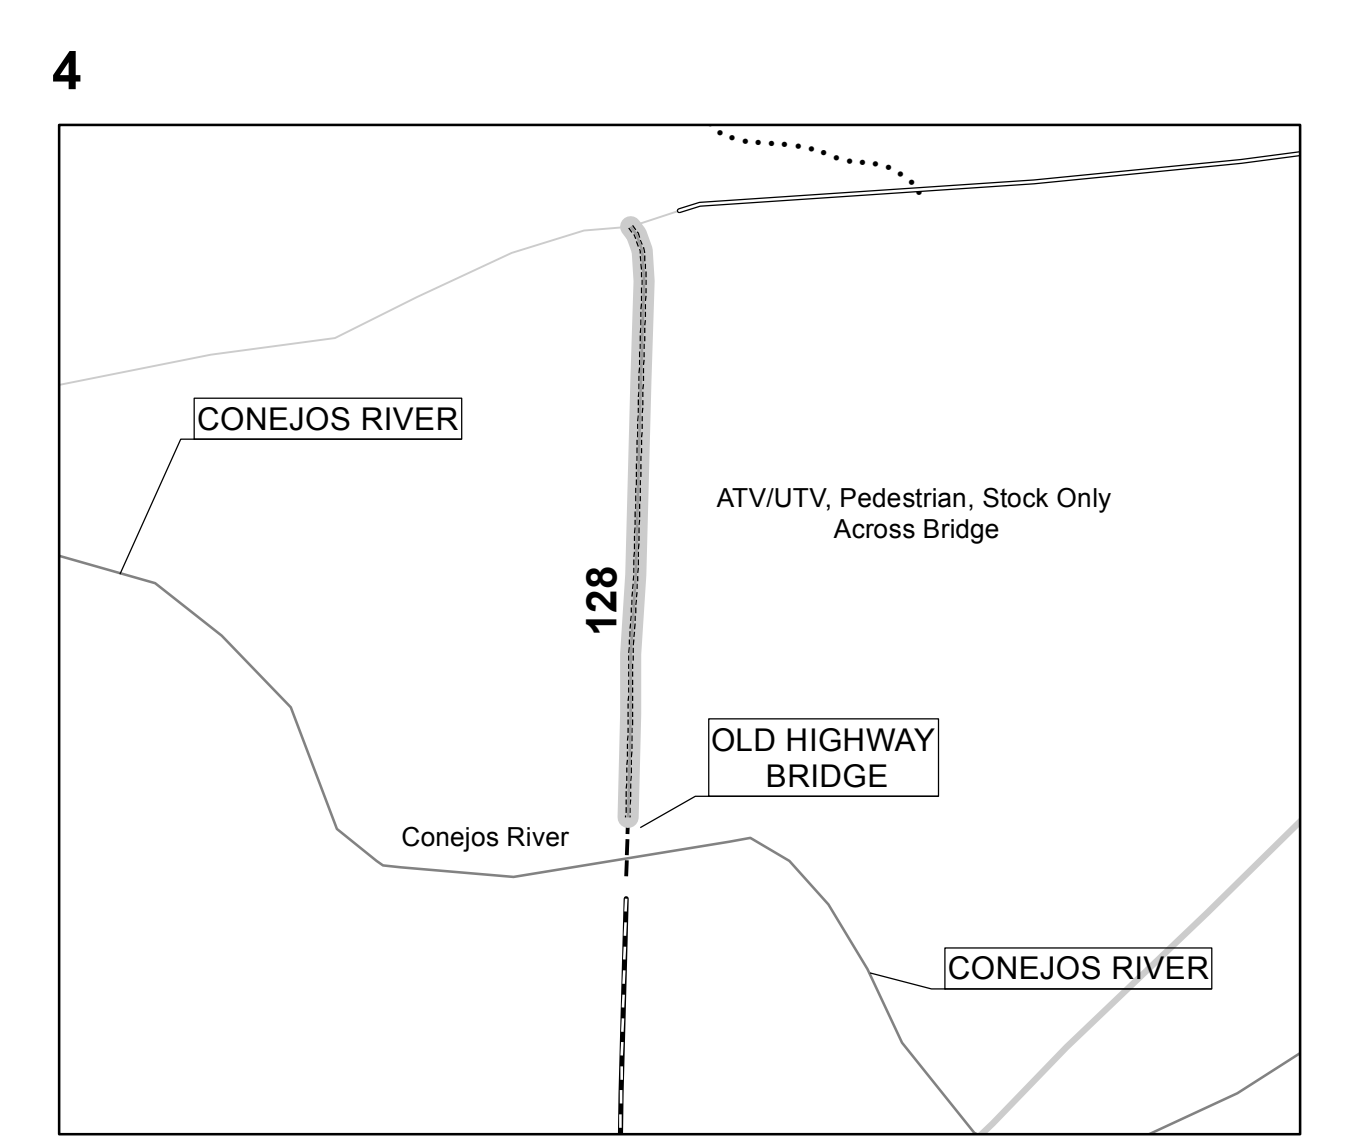 4
CONEJOS RIVER
ATV/UTV, Pedestrian, Stock Only
Across Bridge
128
OLD HIGHWAY
BRIDGE
Conejos River
CONEJOS RIVER